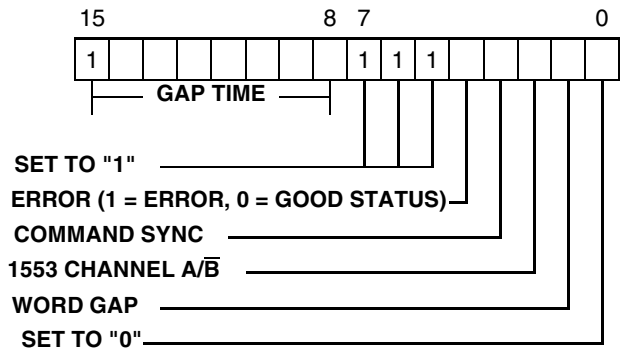 15 8 7 0
1 1 1 1
GAP TIME
SET TO "1"
ERROR (1 = ERROR, 0 = GOOD STATUS)
COMMAND SYNC
1553 CHANNEL A/B̅
WORD GAP
SET TO "0"